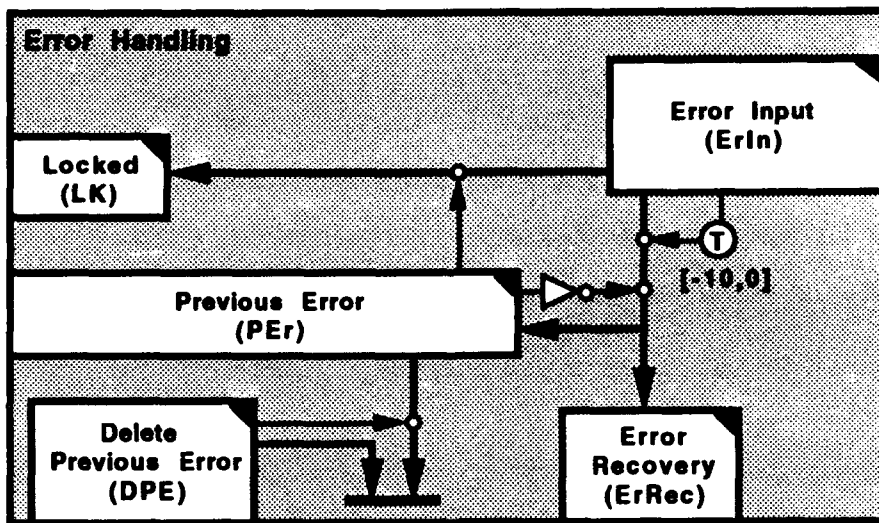 Error Handling
Error Input
(ErIn)
Locked
(LK)
T
[-10,0]
Previous Error
(PEr)
Delete
Previous Error
(DPE)
Error
Recovery
(ErRec)